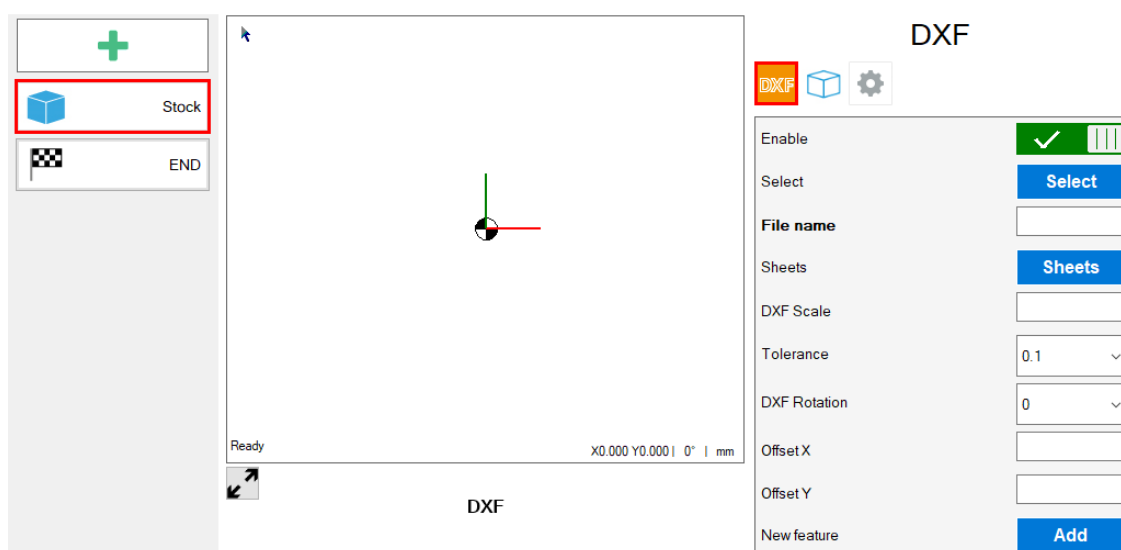 Stock
END
Ready
X0.000 Y0.000 | 0° | mm
DXF
DXF
DXF
Enable
Select
Select
File name
Sheets
Sheets
DXF Scale
Tolerance
0.1
DXF Rotation
0
Offset X
Offset Y
New feature
Add